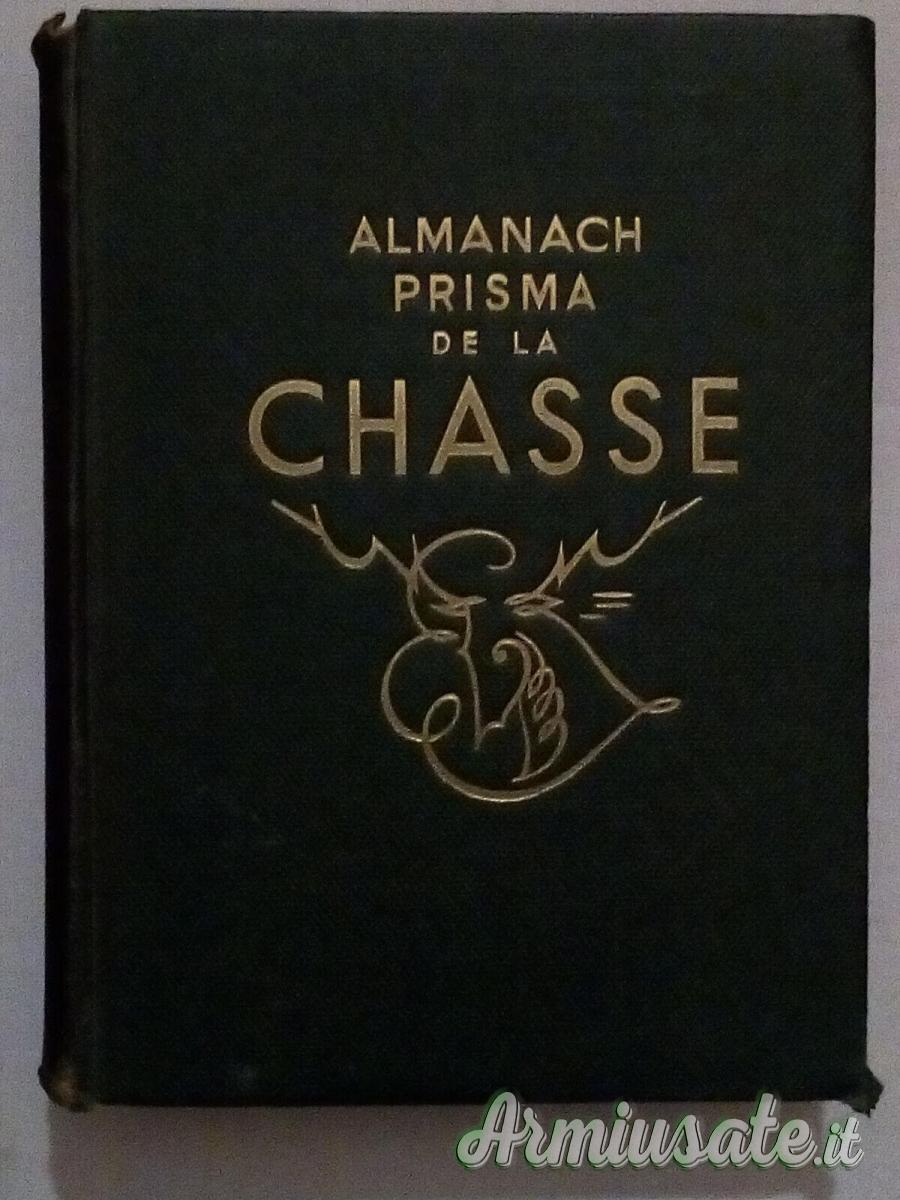 ALMANACH
PRISMA
DE LA
CHASSE
Armiusate.it